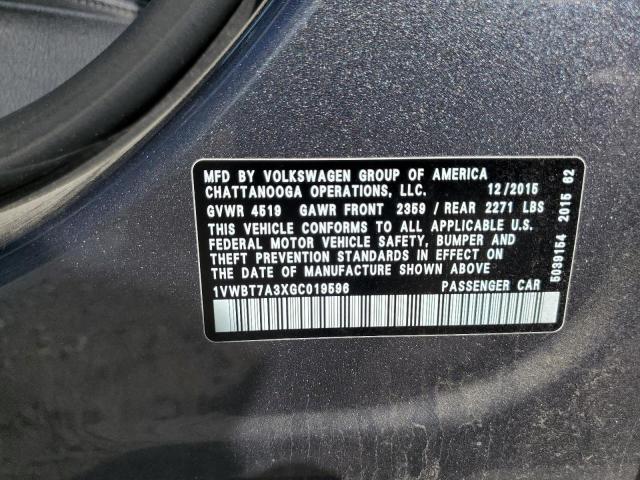 MFD BY VOLKSWAGEN GROUP OF AMERICA
CHATTANOOGA OPERATIONS, LLC. 12/2015
GVWR 4519 GAWR FRONT 2359 / REAR 2271 LBS
THIS VEHICLE CONFORMS TO ALL APPLICABLE U.S.
FEDERAL MOTOR VEHICLE SAFETY, BUMPER AND
THEFT PREVENTION STANDARDS IN EFFECT ON
THE DATE OF MANUFACTURE SHOWN ABOVE
1VWBT7A3XGC019596 PASSENGER CAR
5039154 2015 62